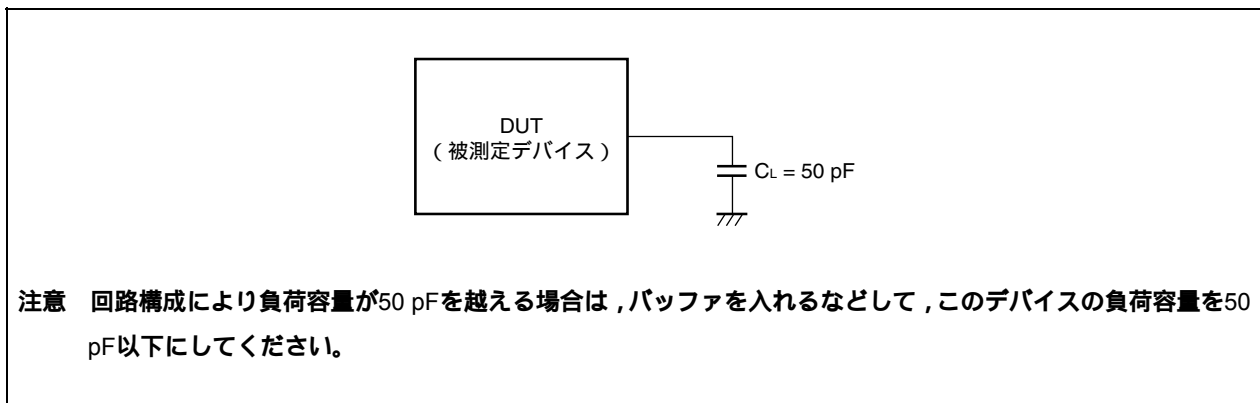 DUT
（被測定デバイス）
CL = 50 pF
注意　回路構成により負荷容量が50 pFを越える場合は，バッファを入れるなどして，このデバイスの負荷容量を50
pF以下にしてください。